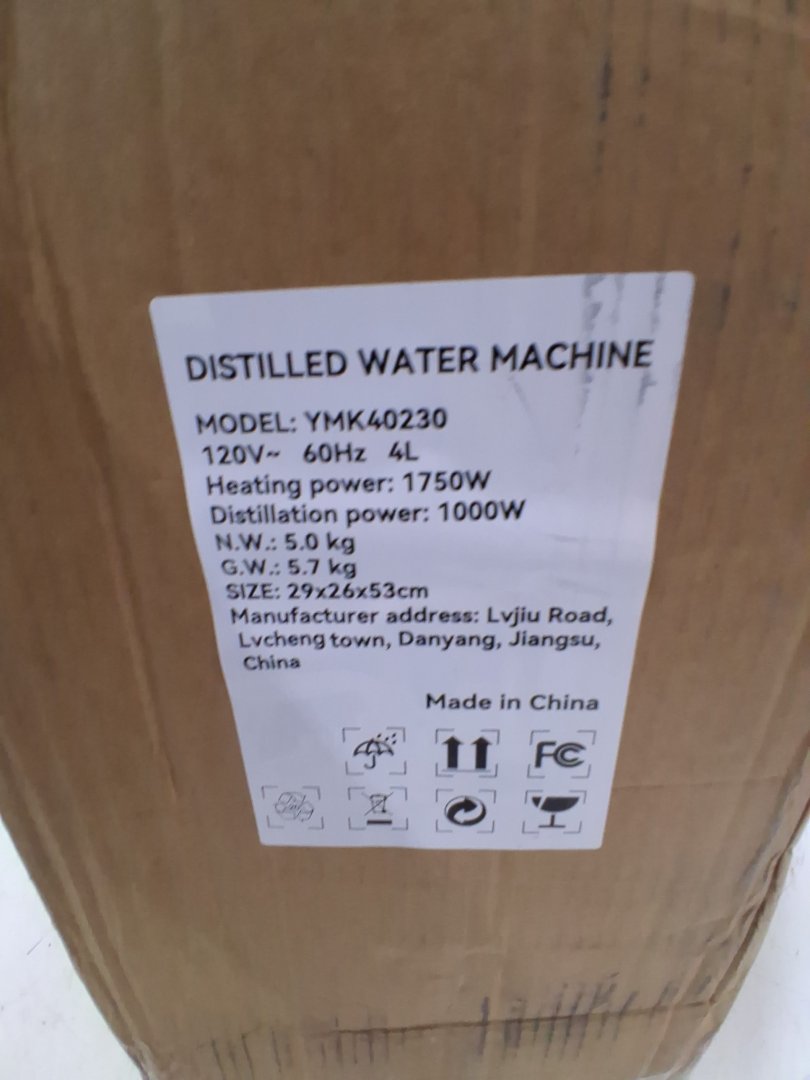 DISTILLED WATER MACHINE
MODEL: YMK40230
120V~ 60Hz 4L
Heating power: 1750W
Distillation power: 1000W
N.W.: 5.0 kg
G.W.: 5.7 kg
SIZE: 29x26x53cm
Manufacturer address: Lvjiu Road,
Lvcheng town, Danyang, Jiangsu,
China
Made in China
FC